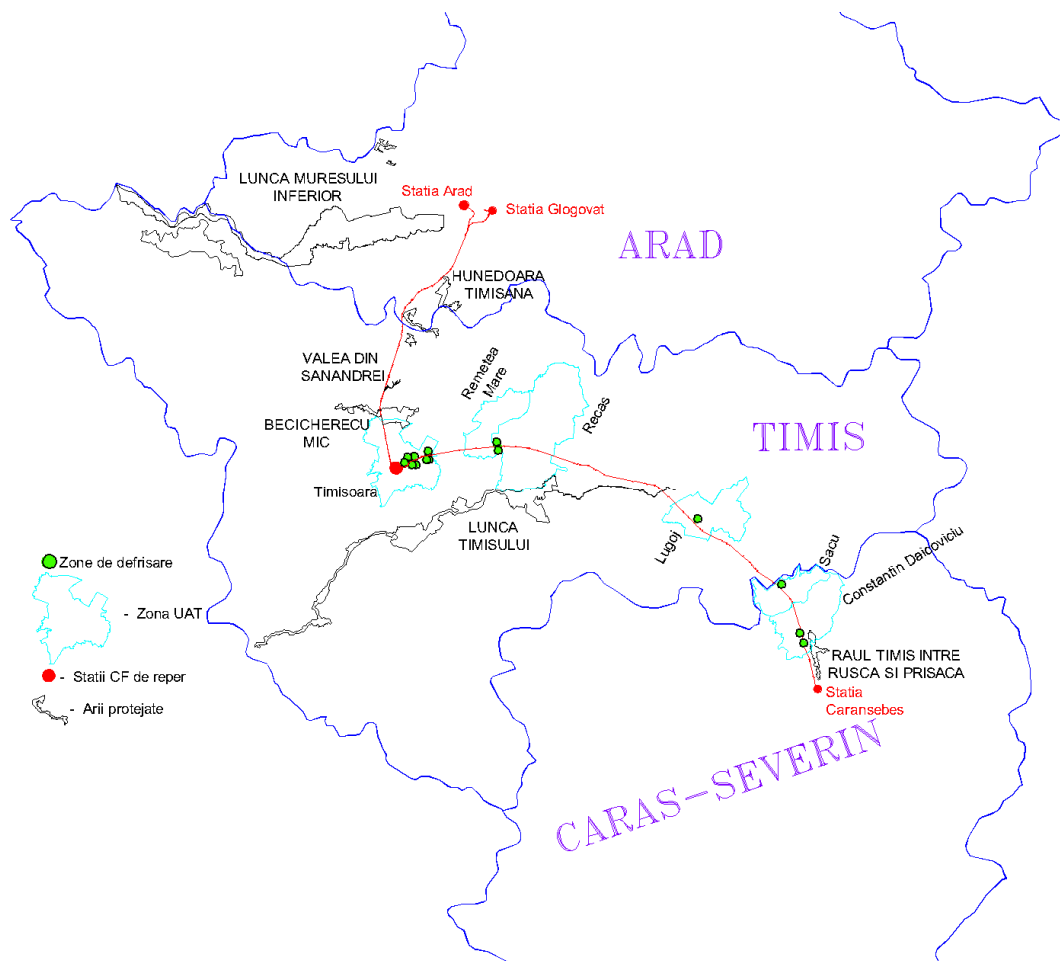 LUNCA MURESULUI
INFERIOR
Statia Arad
Statia Glogovat
ARAD
HUNEDOARA
TIMISANA
VALEA DIN
SANANDREI
Remetea
Mare
Recas
BECICHERECU
MIC
TIMIS
Timisoara
LUNCA
TIMISULUI
Lugoj
Sacu
Constantin Daicoviciu
Zone de defrisare
- Zona UAT
RAUL TIMIS INTRE
RUSCA SI PRISACA
- Statii CF de reper
Statia
Caransebes
- Arii protejate
CARAS-SEVERIN